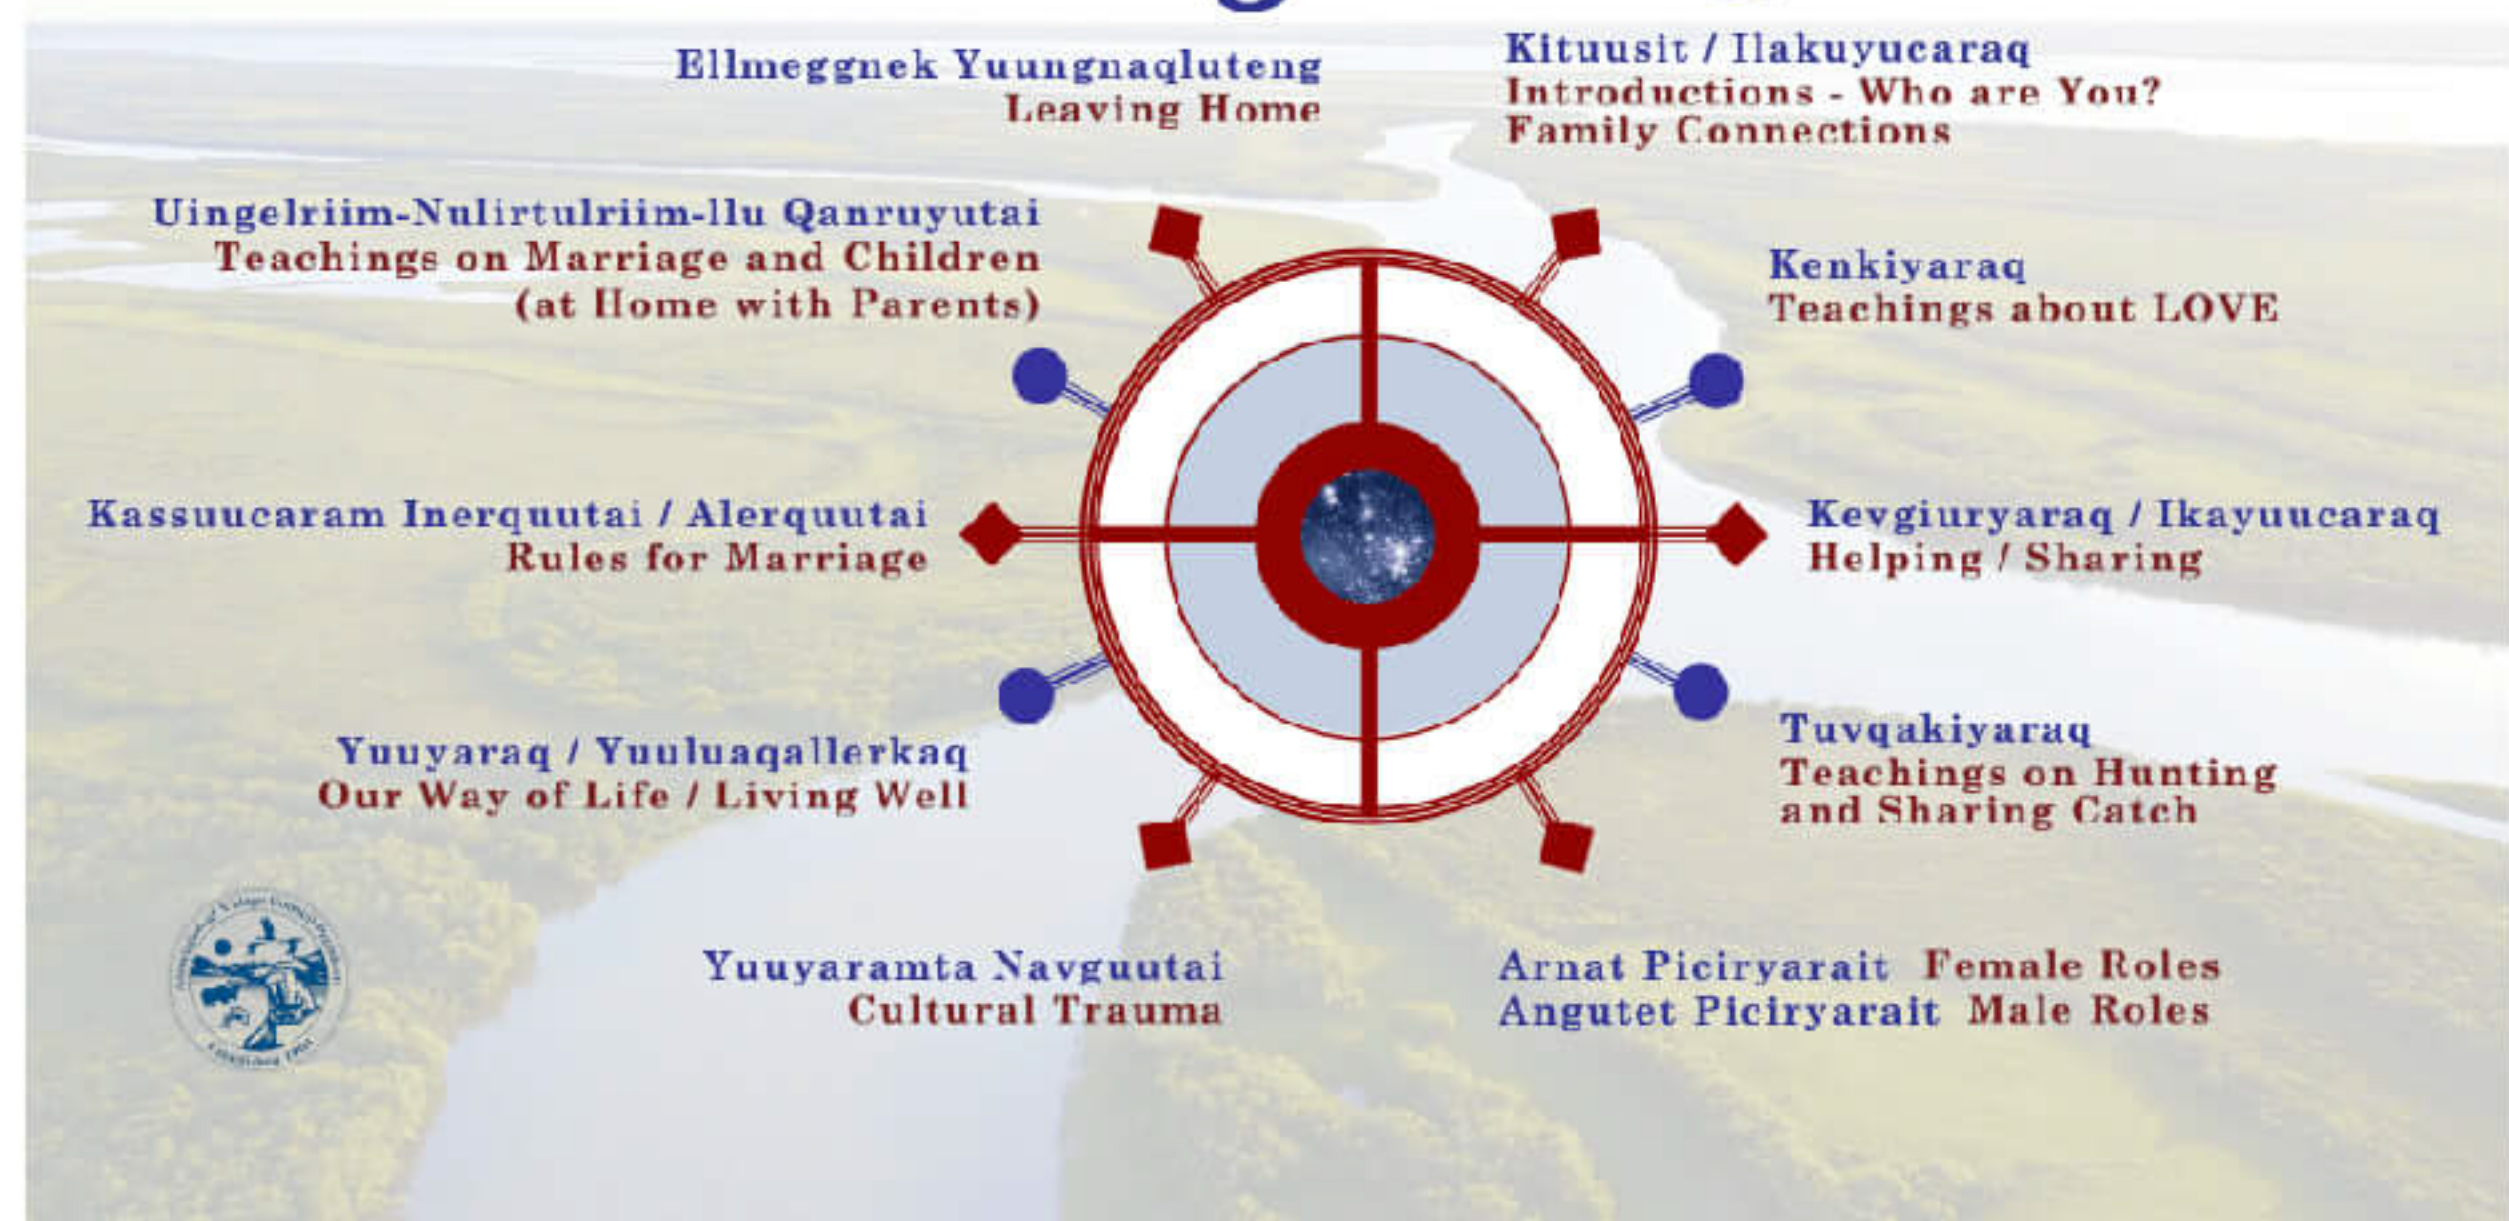 Ellmeggnek Yuungnaqluteng
Leaving Home
Kituusit / Ilakuyucaraq
Introductions - Who are You?
Family Connections
Uingelriim-Nulirtulriim-llu Qanruyutai
Teachings on Marriage and Children
(at Home with Parents)
Kenkiyaraq
Teachings about LOVE
Kassuucaram Inerquutai / Alerquutai
Rules for Marriage
Kevgiuryaraq / Ikayuucaraq
Helping / Sharing
Yuuyaraq / Yuuluaqallerkaq
Our Way of Life / Living Well
Tuvqakiyaraq
Teachings on Hunting
and Sharing Catch
Yuuyaramta Navguutai
Cultural Trauma
Arnat Piciryarait Female Roles
Angutet Piciryarait Male Roles